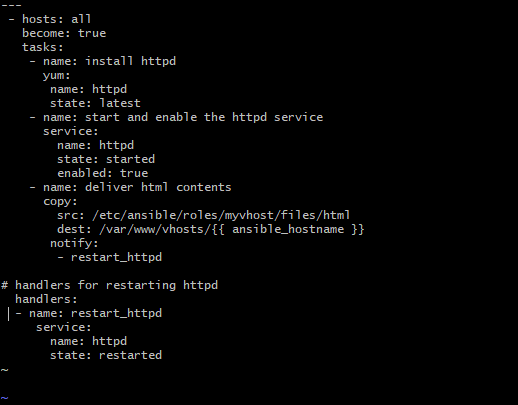 ---
 - hosts: all
   become: true
   tasks:
    - name: install httpd
      yum:
       name: httpd
       state: latest
    - name: start and enable the httpd service
      service:
        name: httpd
        state: started
        enabled: true
    - name: deliver html contents
      copy:
        src: /etc/ansible/roles/myvhost/files/html
        dest: /var/www/vhosts/{{ ansible_hostname }}
       notify:
        - restart_httpd

# handlers for restarting httpd
  handlers:
  - name: restart_httpd
     service:
       name: httpd
       state: restarted
~

~